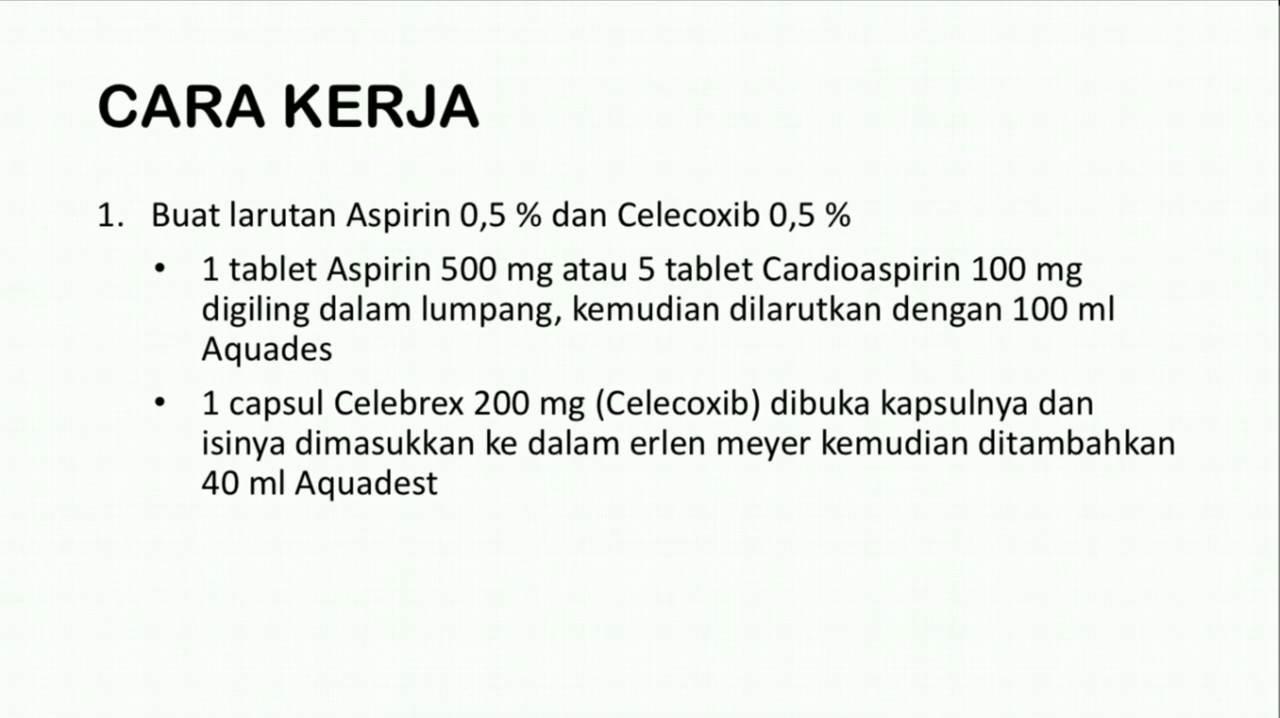 CARA KERJA
1. Buat larutan Aspirin 0,5 % dan Celecoxib 0,5 %
• 1 tablet Aspirin 500 mg atau 5 tablet Cardioaspirin 100 mg
digiling dalam lumpang, kemudian dilarutkan dengan 100 ml
Aquades
• 1 capsul Celebrex 200 mg (Celecoxib) dibuka kapsulnya dan
isinya dimasukkan ke dalam erlen meyer kemudian ditambahkan
40 ml Aquadest